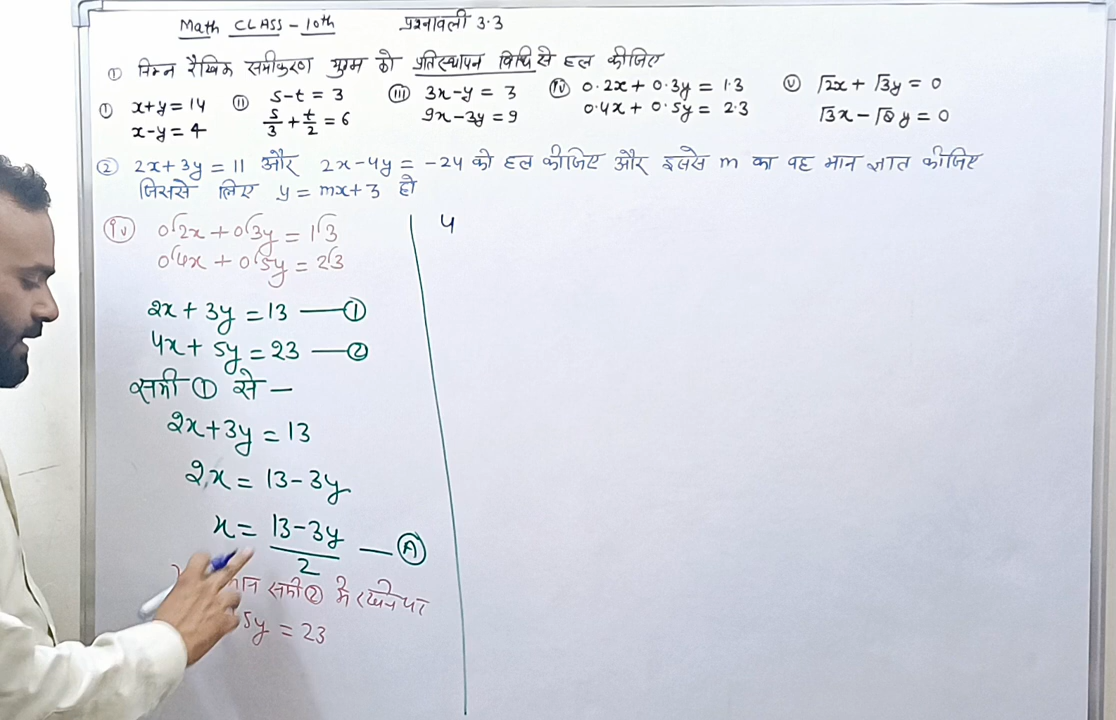 Math CLASS - 10th प्रश्नावली 3.3
① निम्न रैखिक समीकरण युग्म को प्रतिस्थापन विधि से हल कीजिए
① x+y=14 ⅱ s-t=3 ⅲ 3x-y=3 ⅳ 0.2x+0.3y=1.3 ⅴ √2x+√3y=0
x-y=4 s/3+t/2=6 9x-3y=9 0.4x+0.5y=2.3 √3x-√8y=0
② 2x+3y=11 और 2x-4y=-24 को हल कीजिए और इससे m का वह मान ज्ञात कीजिए
जिससे लिए y=mx+3 हो
ⅳ 0.2x+0.3y=1.3
0.4x+0.5y=2.3
2x+3y=13 —①
4x+5y=23 —②
समी ① से -
2x+3y=13
2x=13-3y
x=13-3y/2 —Ⓐ
मान समी ② मे रखने पर
5y=23
4